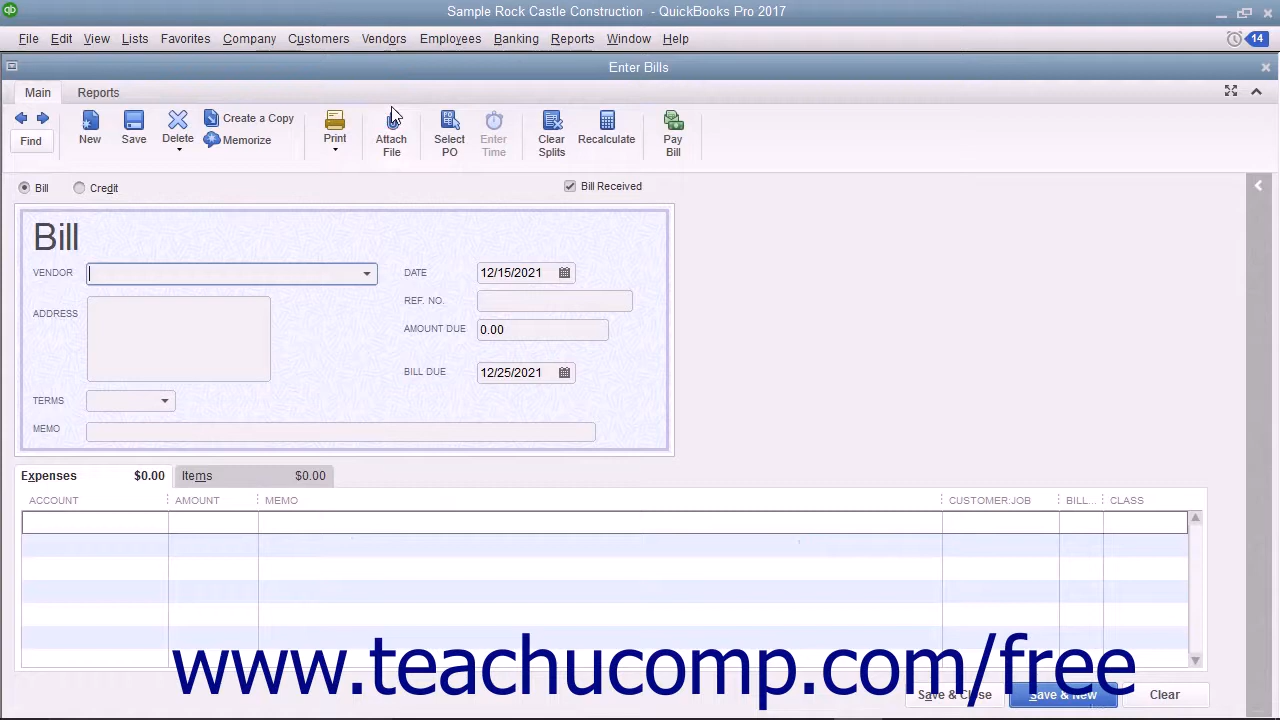 qb
Sample Rock Castle Construction - QuickBooks Pro 2017
File Edit View Lists Favorites Company Customers Vendors Employees Banking Reports Window Help
14
Enter Bills
Main Reports
Find
New
Save
Delete
Create a Copy
Memorize
Print
Attach
File
Select
PO
Enter
Time
Clear
Splits
Recalculate
Pay
Bill
Bill Credit Bill Received
Bill
VENDOR
DATE 12/15/2021
ADDRESS
REF. NO.
AMOUNT DUE 0.00
BILL DUE 12/25/2021
TERMS
MEMO
Expenses $0.00 Items $0.00
ACCOUNT AMOUNT MEMO CUSTOMER:JOB BILL... CLASS
www.teachucomp.com/free
Save & Close Save & New Clear